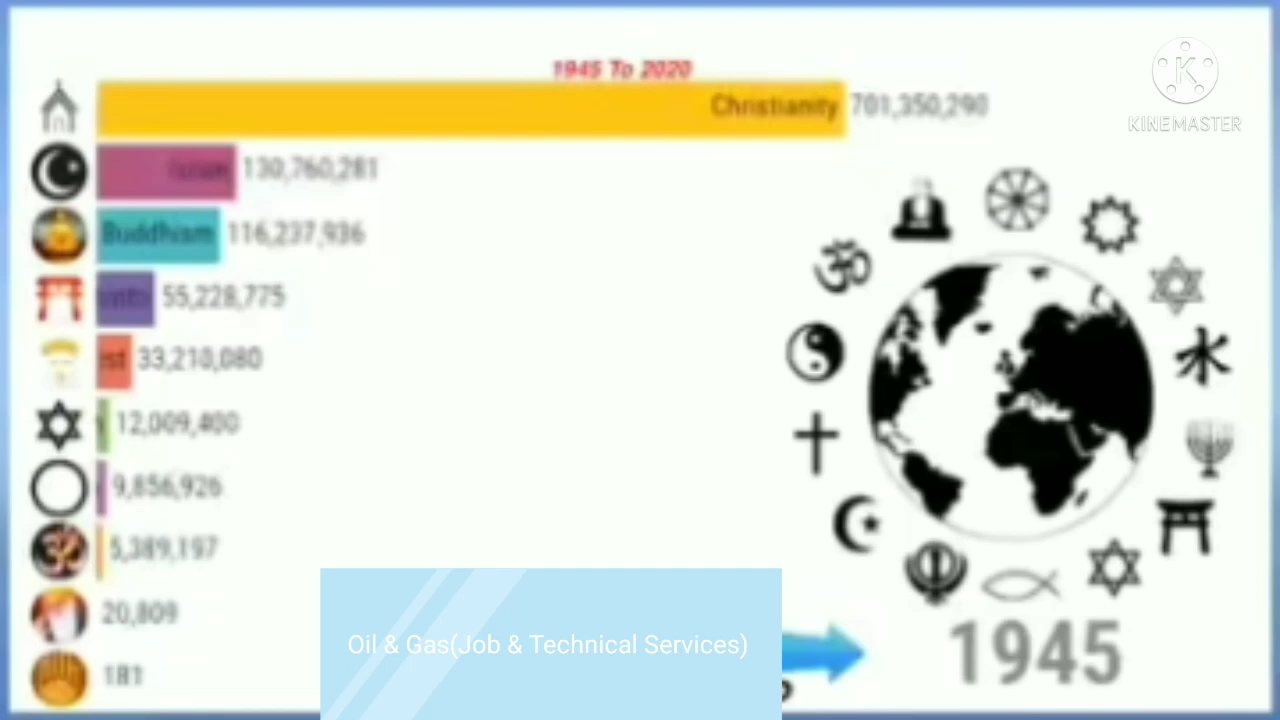 1945 To 2020
Christianity 701,350,290
KINEMASTER
Islam 130,760,281
Buddhism 116,237,936
55,228,775
33,210,080
12,009,400
9,856,926
5,389,197
20,809
181
Oil & Gas(Job & Technical Services)
1945